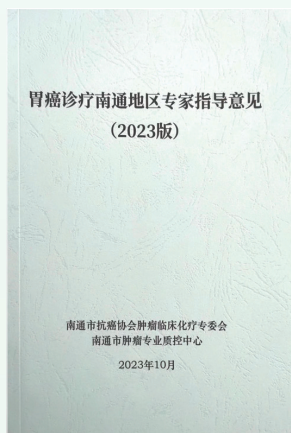 胃癌诊疗南通地区专家指导意见
（2023版）
南通市抗癌协会肿瘤临床化疗专委会
南通市肿瘤专业质控中心
2023年10月